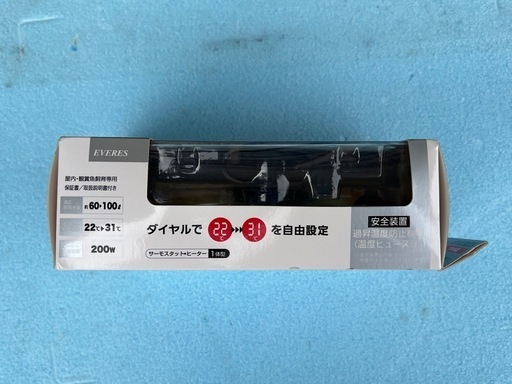 EVERES
屋内・観賞魚飼育専用
保証書／取扱説明書付き
約60→100ℓ
22℃→31℃
200W
ダイヤルで 22℃ 31℃ を自由設定
サーモスタット+ヒーター 1体型
安全装置
過昇温度防止
(温度ヒューズ